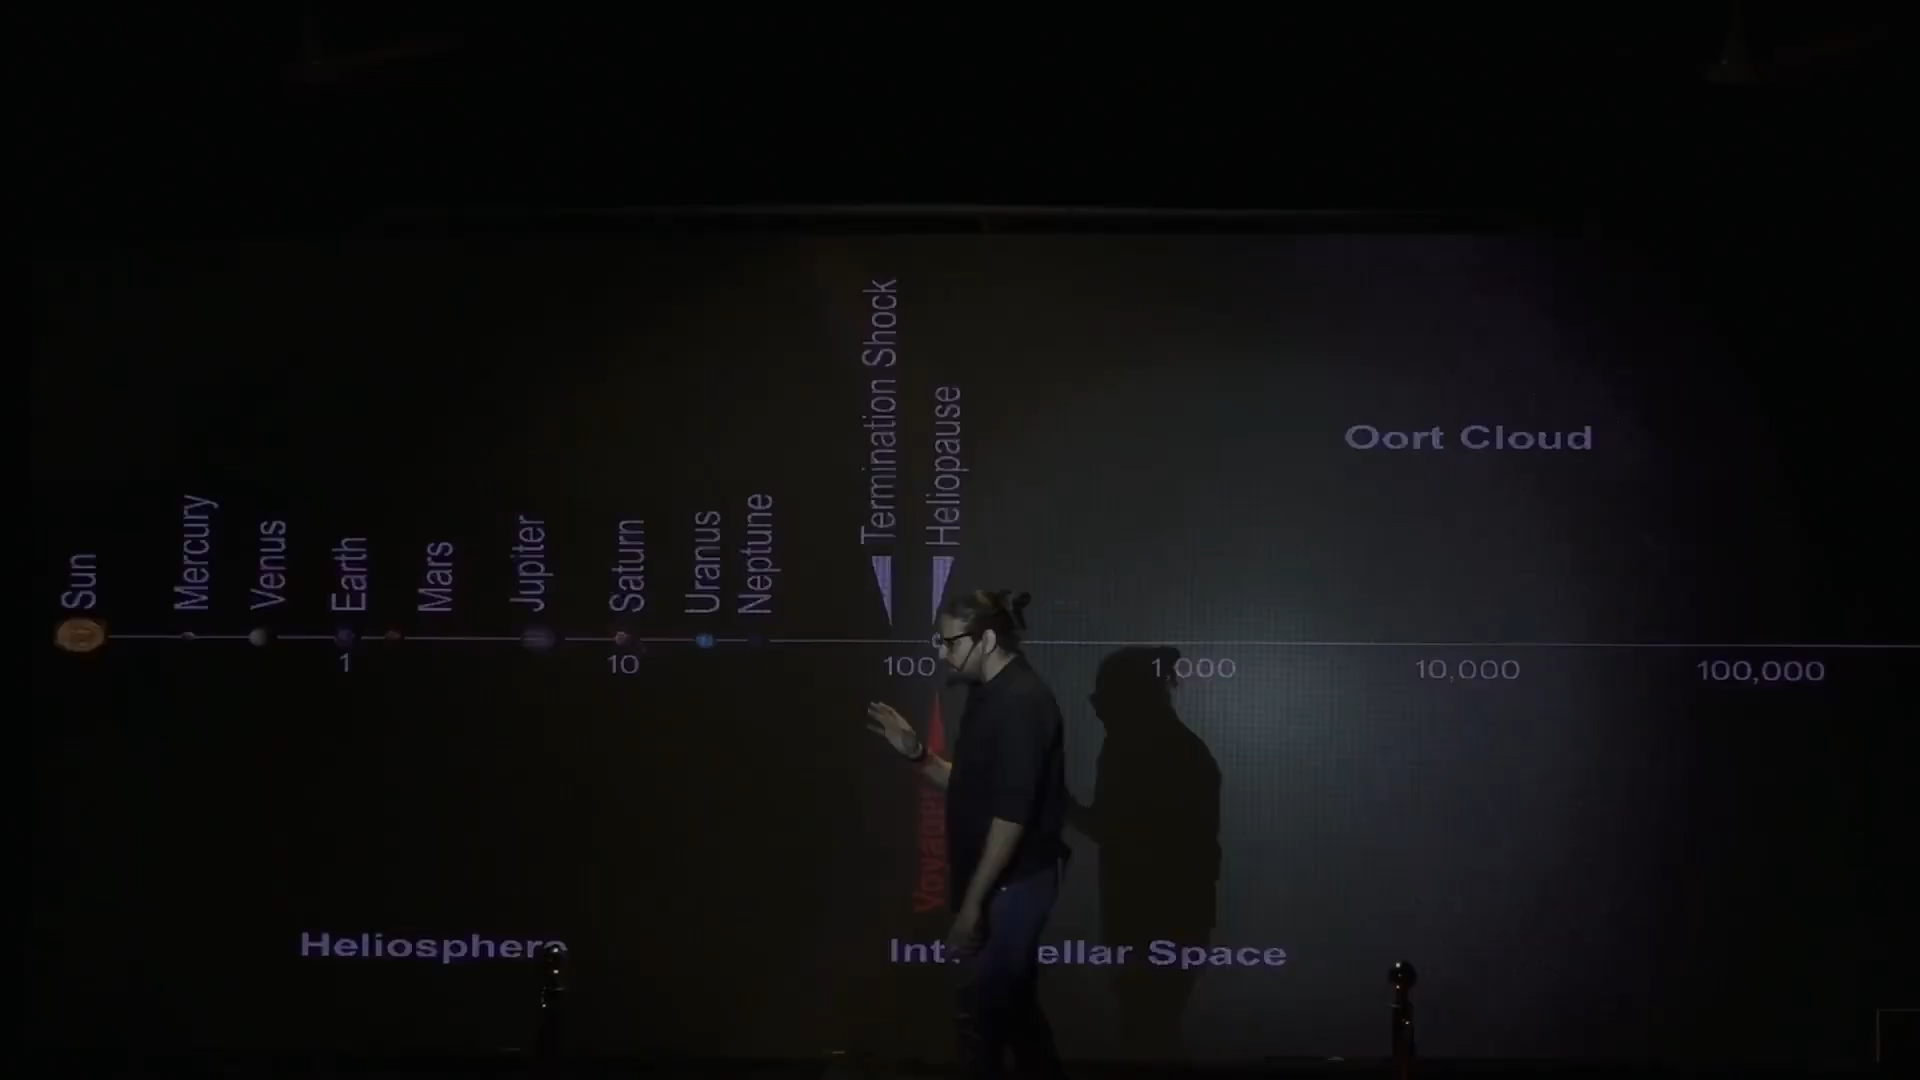 Termination Shock
Heliopause
Oort Cloud
Sun
Mercury
Venus
Earth
Mars
Jupiter
Saturn
Uranus
Neptune
1
10
100
1,000
10,000
100,000
Heliosphere
Space